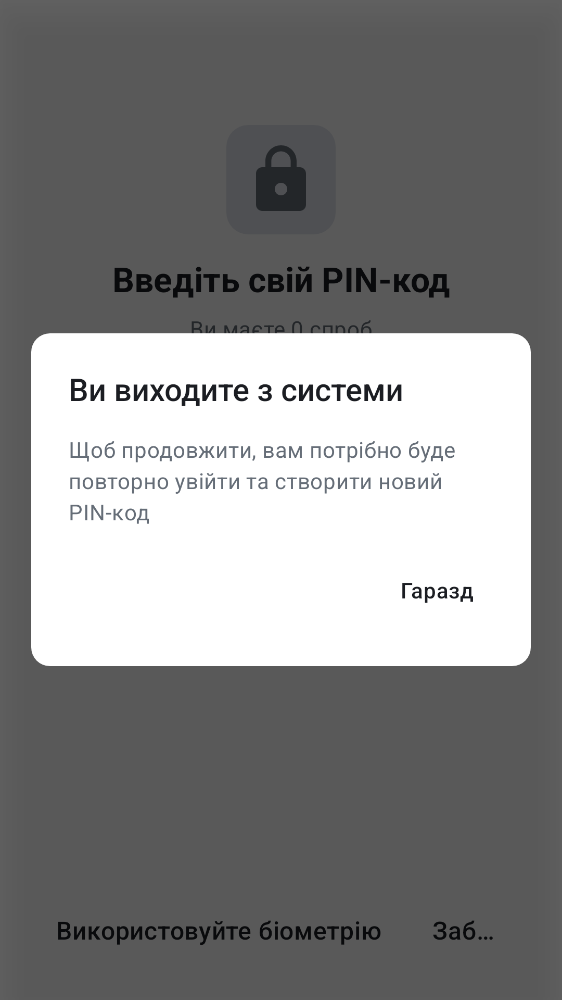 Введіть свій PIN-код
Ви маєте 0 спроб
Ви виходите з системи
Щоб продовжити, вам потрібно буде
повторно увійти та створити новий
PIN-код
Гаразд
Використовуйте біометрію
Заб...